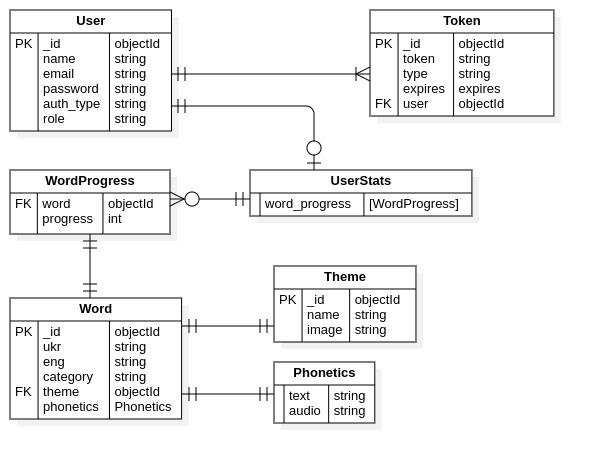 User
PK _id objectId
name string
email string
password string
auth_type string
role string
Token
PK _id objectId
token string
type string
expires expires
FK user objectId
WordProgress
FK word objectId
progress int
UserStats
word_progress [WordProgress]
Theme
PK _id objectId
name string
image string
Word
PK _id objectId
ukr string
eng string
category string
FK theme objectId
phonetics Phonetics
Phonetics
text string
audio string